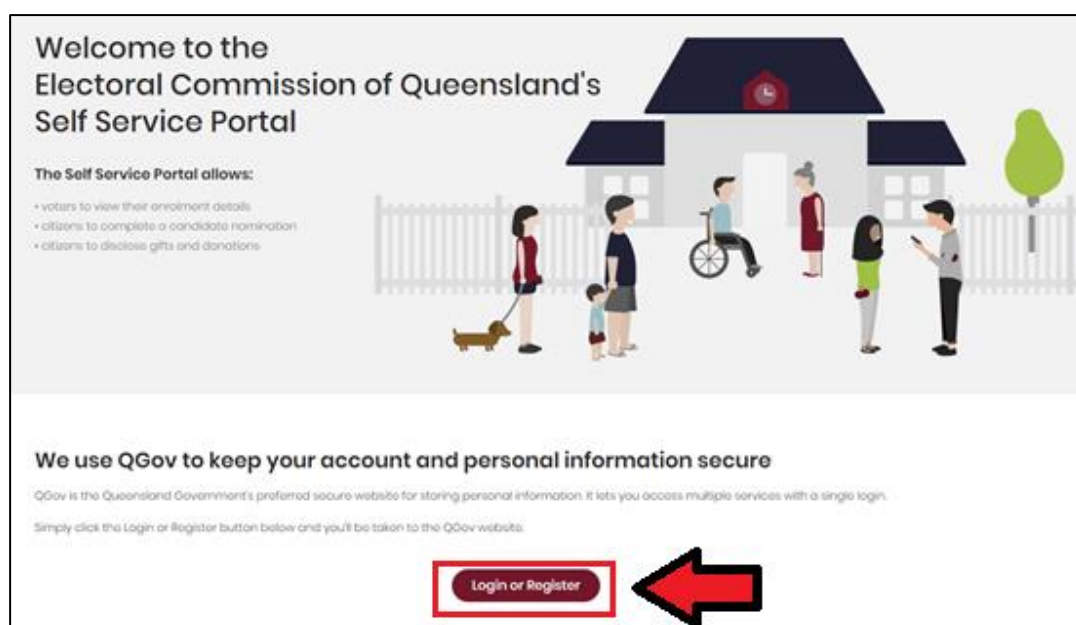 Welcome to the
Electoral Commission of Queensland's
Self Service Portal
The Self Service Portal allows:
• voters to view their enrolment details
• citizens to complete a candidate nomination
• citizens to disclose gifts and donations
We use QGov to keep your account and personal information secure
QGov is the Queensland Government's preferred secure website for storing personal information. It lets you access multiple services with a single login.
Simply click the Login or Register button below and you'll be taken to the QGov website.
Login or Register